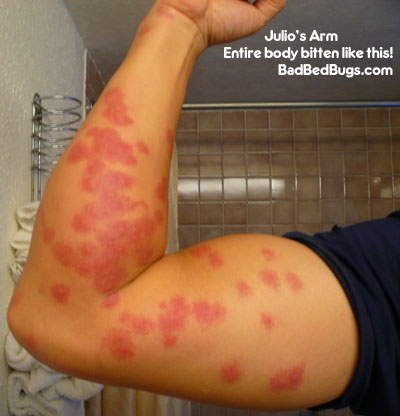 Julio's Arm
Entire body bitten like this!
BadBedBugs.com